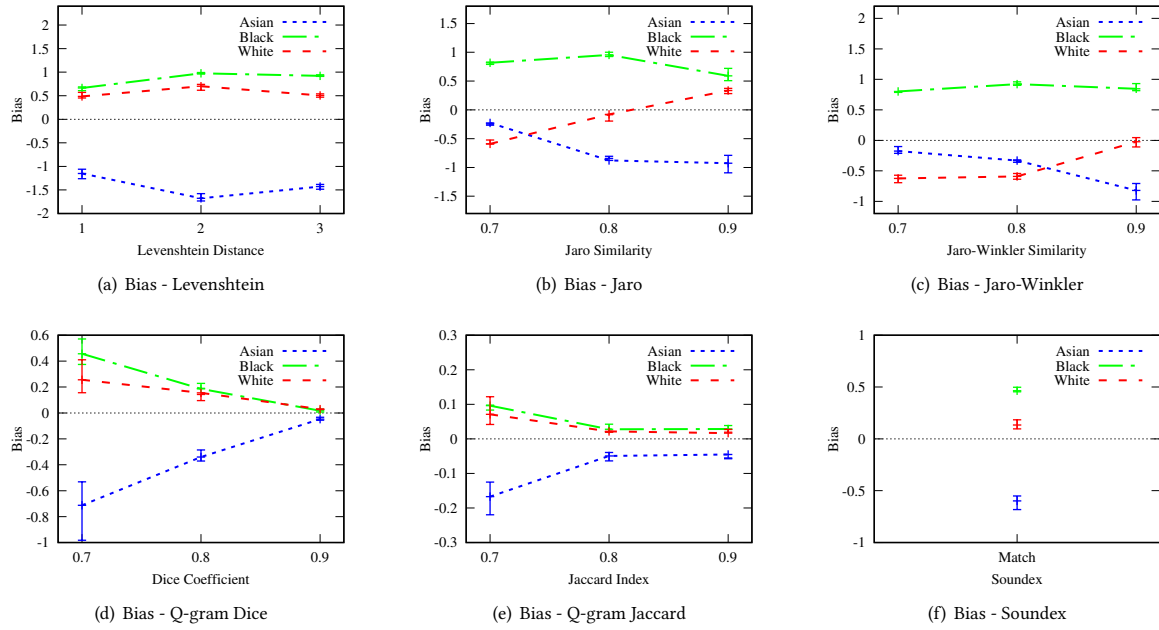 2
1.5
1
0.5
0
-0.5
-1
-1.5
-2
Bias
Asian
Black
White
1 2 3
Levenshtein Distance
(a) Bias - Levenshtein
1.5
1
0.5
0
-0.5
-1
-1.5
Bias
Asian
Black
White
0.7 0.8 0.9
Jaro Similarity
(b) Bias - Jaro
2
1.5
1
0.5
0
-0.5
-1
Bias
Asian
Black
White
0.7 0.8 0.9
Jaro-Winkler Similarity
(c) Bias - Jaro-Winkler
0.6
0.4
0.2
0
-0.2
-0.4
-0.6
-0.8
-1
Bias
Asian
Black
White
0.7 0.8 0.9
Dice Coefficient
(d) Bias - Q-gram Dice
0.3
0.2
0.1
0
-0.1
-0.2
-0.3
Bias
Asian
Black
White
0.7 0.8 0.9
Jaccard Index
(e) Bias - Q-gram Jaccard
1
0.5
0
-0.5
-1
Bias
Asian
Black
White
Match
Soundex
(f) Bias - Soundex